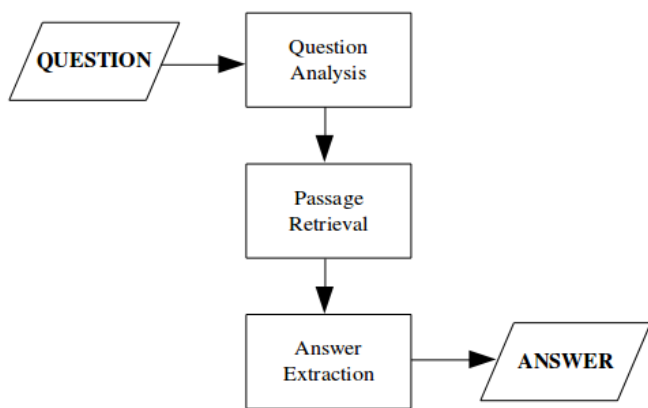 QUESTION
Question
Analysis
Passage
Retrieval
Answer
Extraction
ANSWER